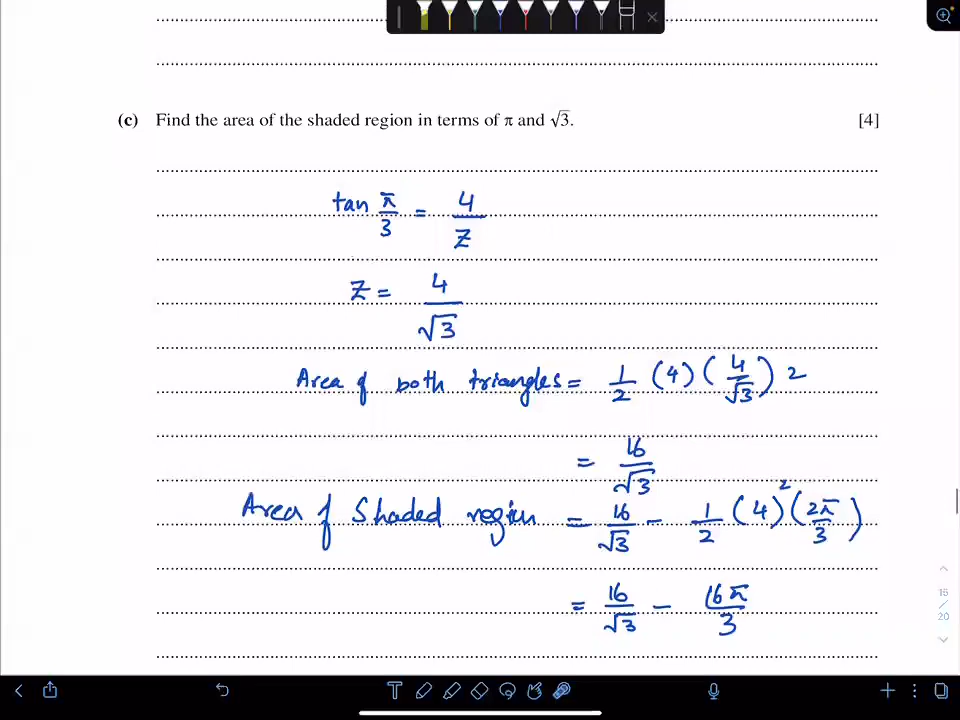 (c) Find the area of the shaded region in terms of π and √3. [4]
tan π/3 = 4/z
z = 4/√3
Area of both triangles = 1/2 (4) (4/√3) 2
= 16/√3
Area of Shaded region = 16/√3 - 1/2 (4)² (2π/3)
= 16/√3 - 16π/3
15
/
20